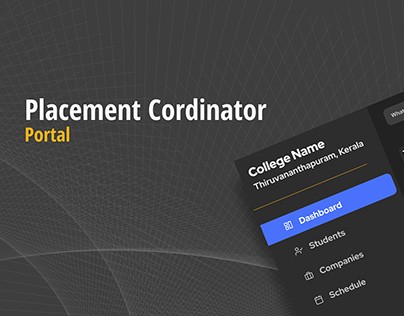 Placement Cordinator
Portal
College Name
Thiruvananthapuram, Kerala
Dashboard
Students
Companies
Schedule